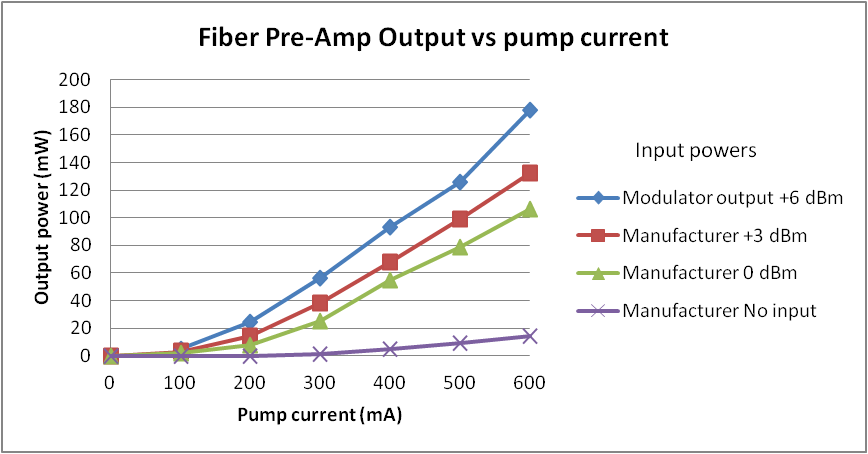 Fiber Pre-Amp Output vs pump current
Output power (mW)
200
180
160
140
120
100
80
60
40
20
0
0 100 200 300 400 500 600
Pump current (mA)
Input powers
Modulator output +6 dBm
Manufacturer +3 dBm
Manufacturer 0 dBm
Manufacturer No input